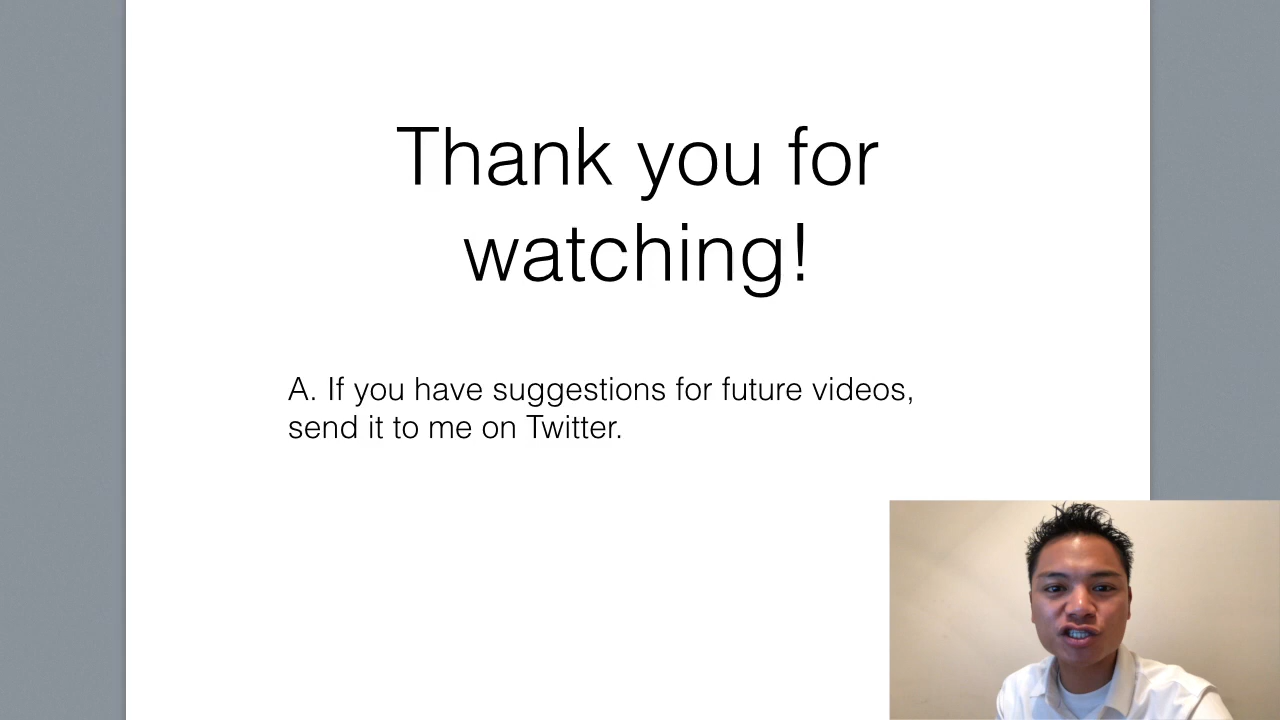 Thank you for
watching!
A. If you have suggestions for future videos,
send it to me on Twitter.